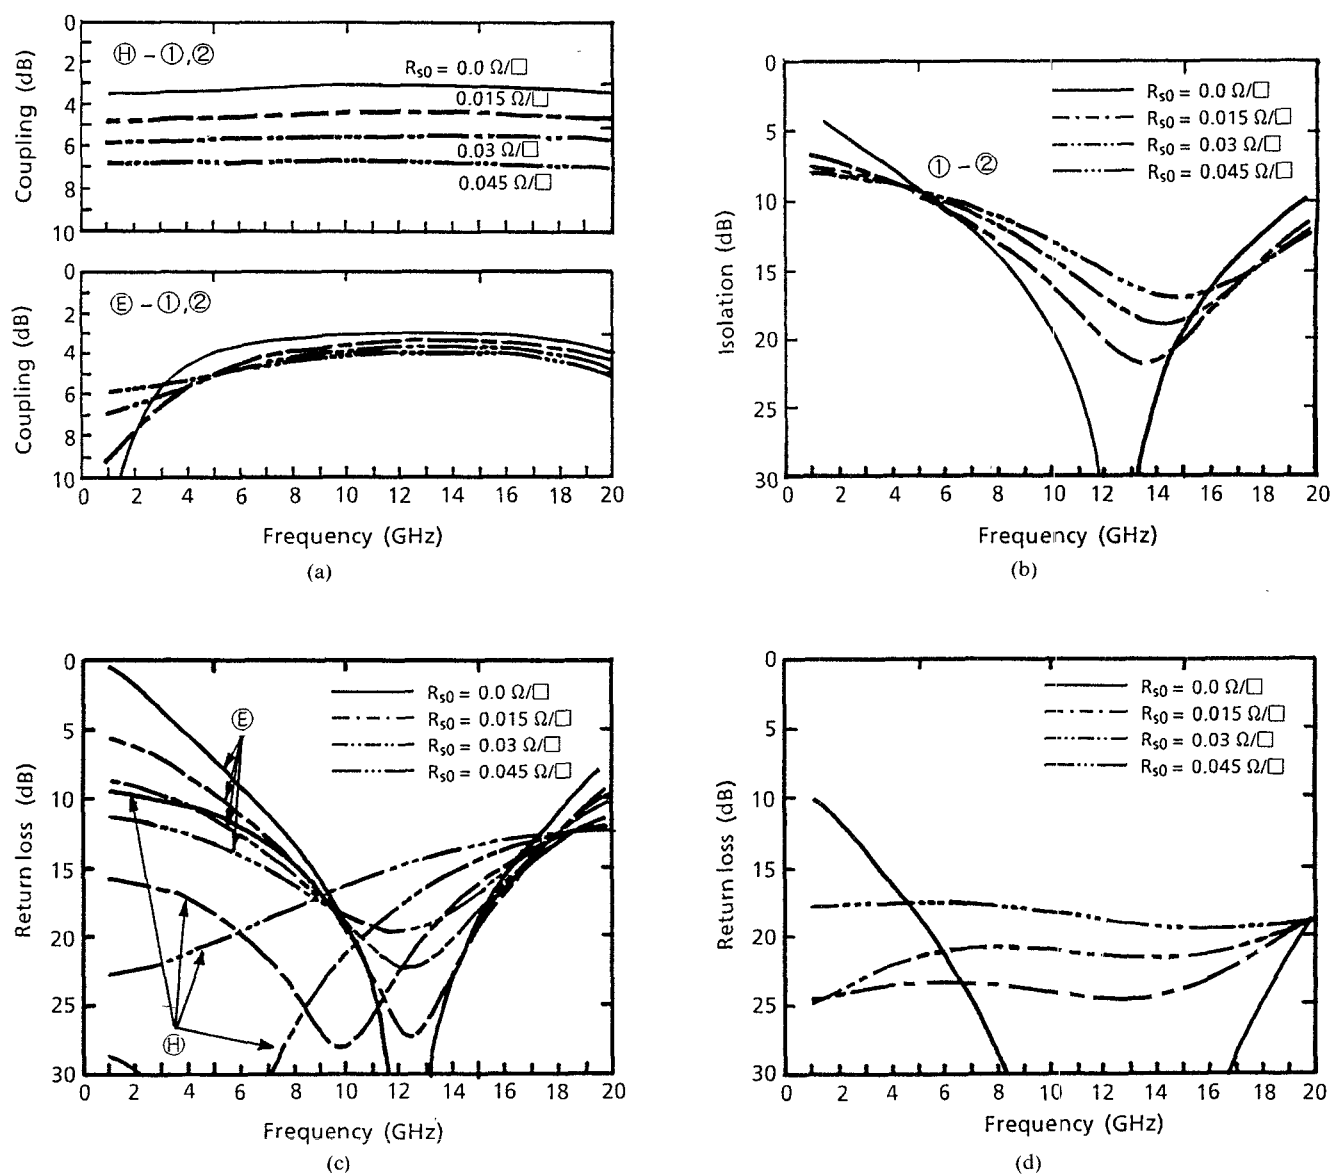 0
2
4
6
8
10
Coupling (dB)
Ⓗ – ①,②
Rs0 = 0.0 Ω/□
0.015 Ω/□
0.03 Ω/□
0.045 Ω/□
0
2
4
6
8
10
Coupling (dB)
Ⓔ – ①,②
0 2 4 6 8 10 12 14 16 18 20
Frequency (GHz)
(a)
0
5
10
15
20
25
30
Isolation (dB)
Rs0 = 0.0 Ω/□
Rs0 = 0.015 Ω/□
Rs0 = 0.03 Ω/□
Rs0 = 0.045 Ω/□
① – ②
0 2 4 6 8 10 12 14 16 18 20
Frequency (GHz)
(b)
0
5
10
15
20
25
30
Return loss (dB)
Rs0 = 0.0 Ω/□
Rs0 = 0.015 Ω/□
Rs0 = 0.03 Ω/□
Rs0 = 0.045 Ω/□
Ⓔ
Ⓗ
0 2 4 6 8 10 12 14 16 18 20
Frequency (GHz)
(c)
0
5
10
15
20
25
30
Return loss (dB)
Rs0 = 0.0 Ω/□
Rs0 = 0.015 Ω/□
Rs0 = 0.03 Ω/□
Rs0 = 0.045 Ω/□
0 2 4 6 8 10 12 14 16 18 20
Frequency (GHz)
(d)